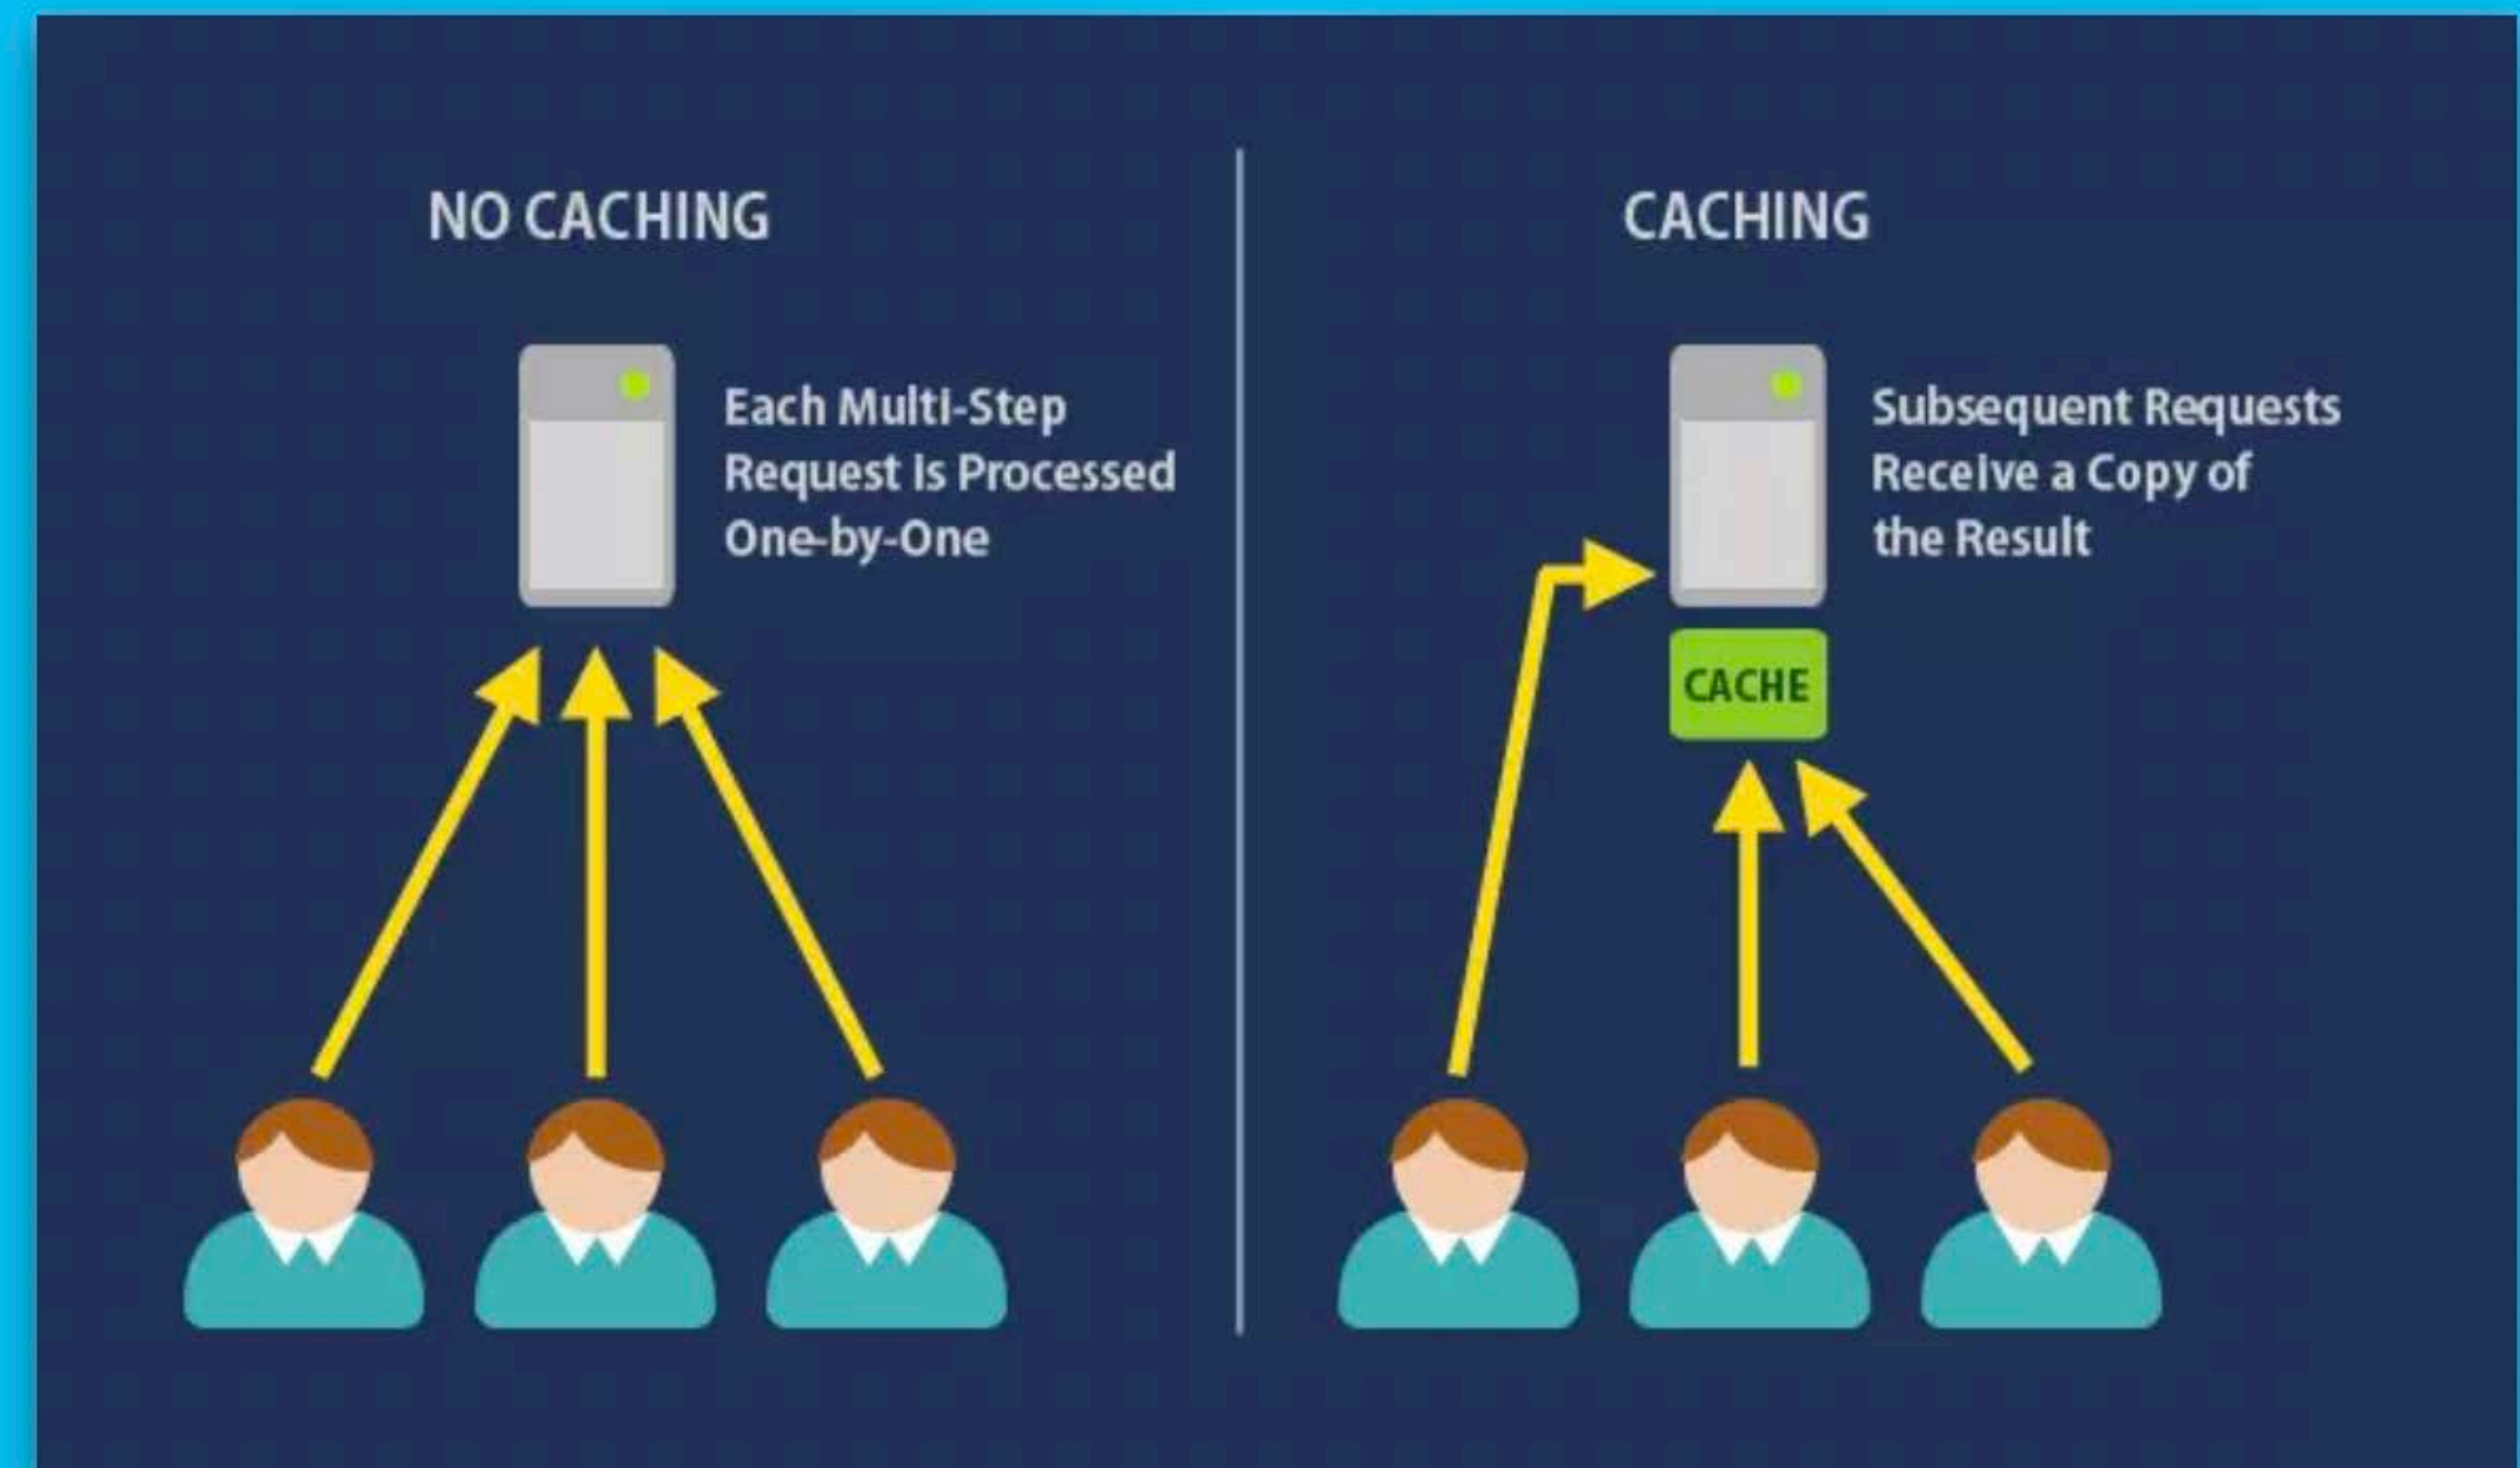 NO CACHING
Each Multi-Step
Request is Processed
One-by-One
CACHING
Subsequent Requests
Receive a Copy of
the Result
CACHE